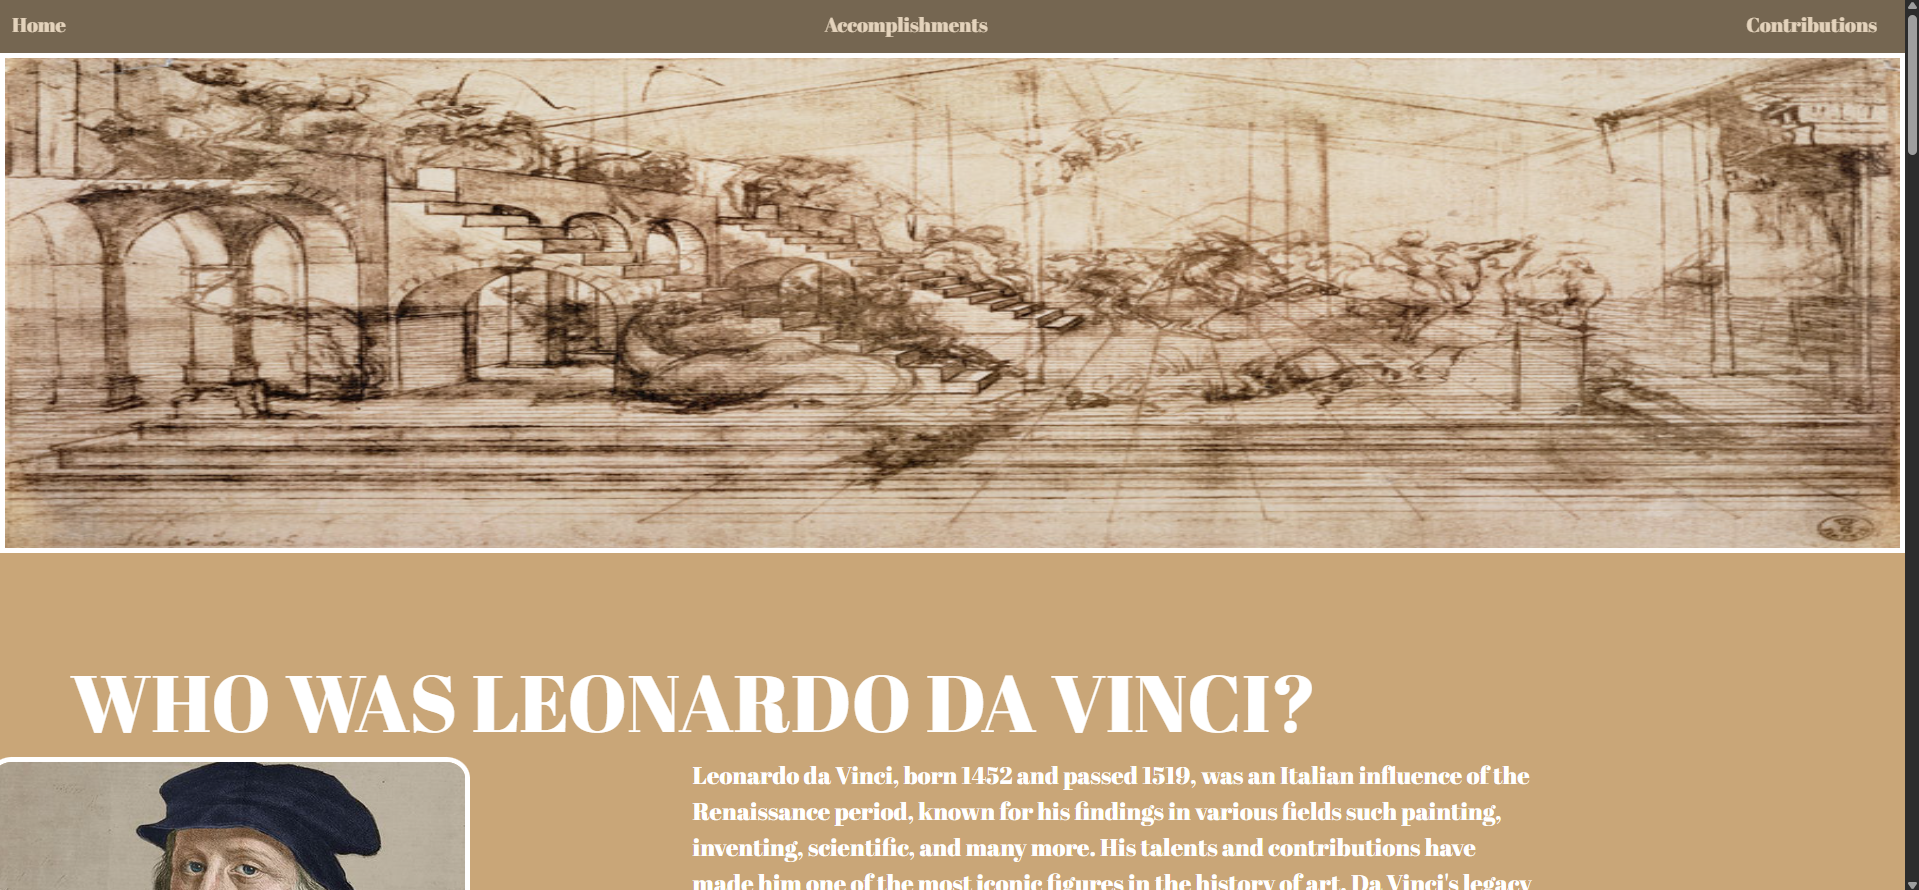 Home Accomplishments Contributions
WHO WAS LEONARDO DA VINCI?
Leonardo da Vinci, born 1452 and passed 1519, was an Italian influence of the
Renaissance period, known for his findings in various fields such painting,
inventing, scientific, and many more. His talents and contributions have
made him one of the most iconic figures in the history of art. Da Vinci's legacy